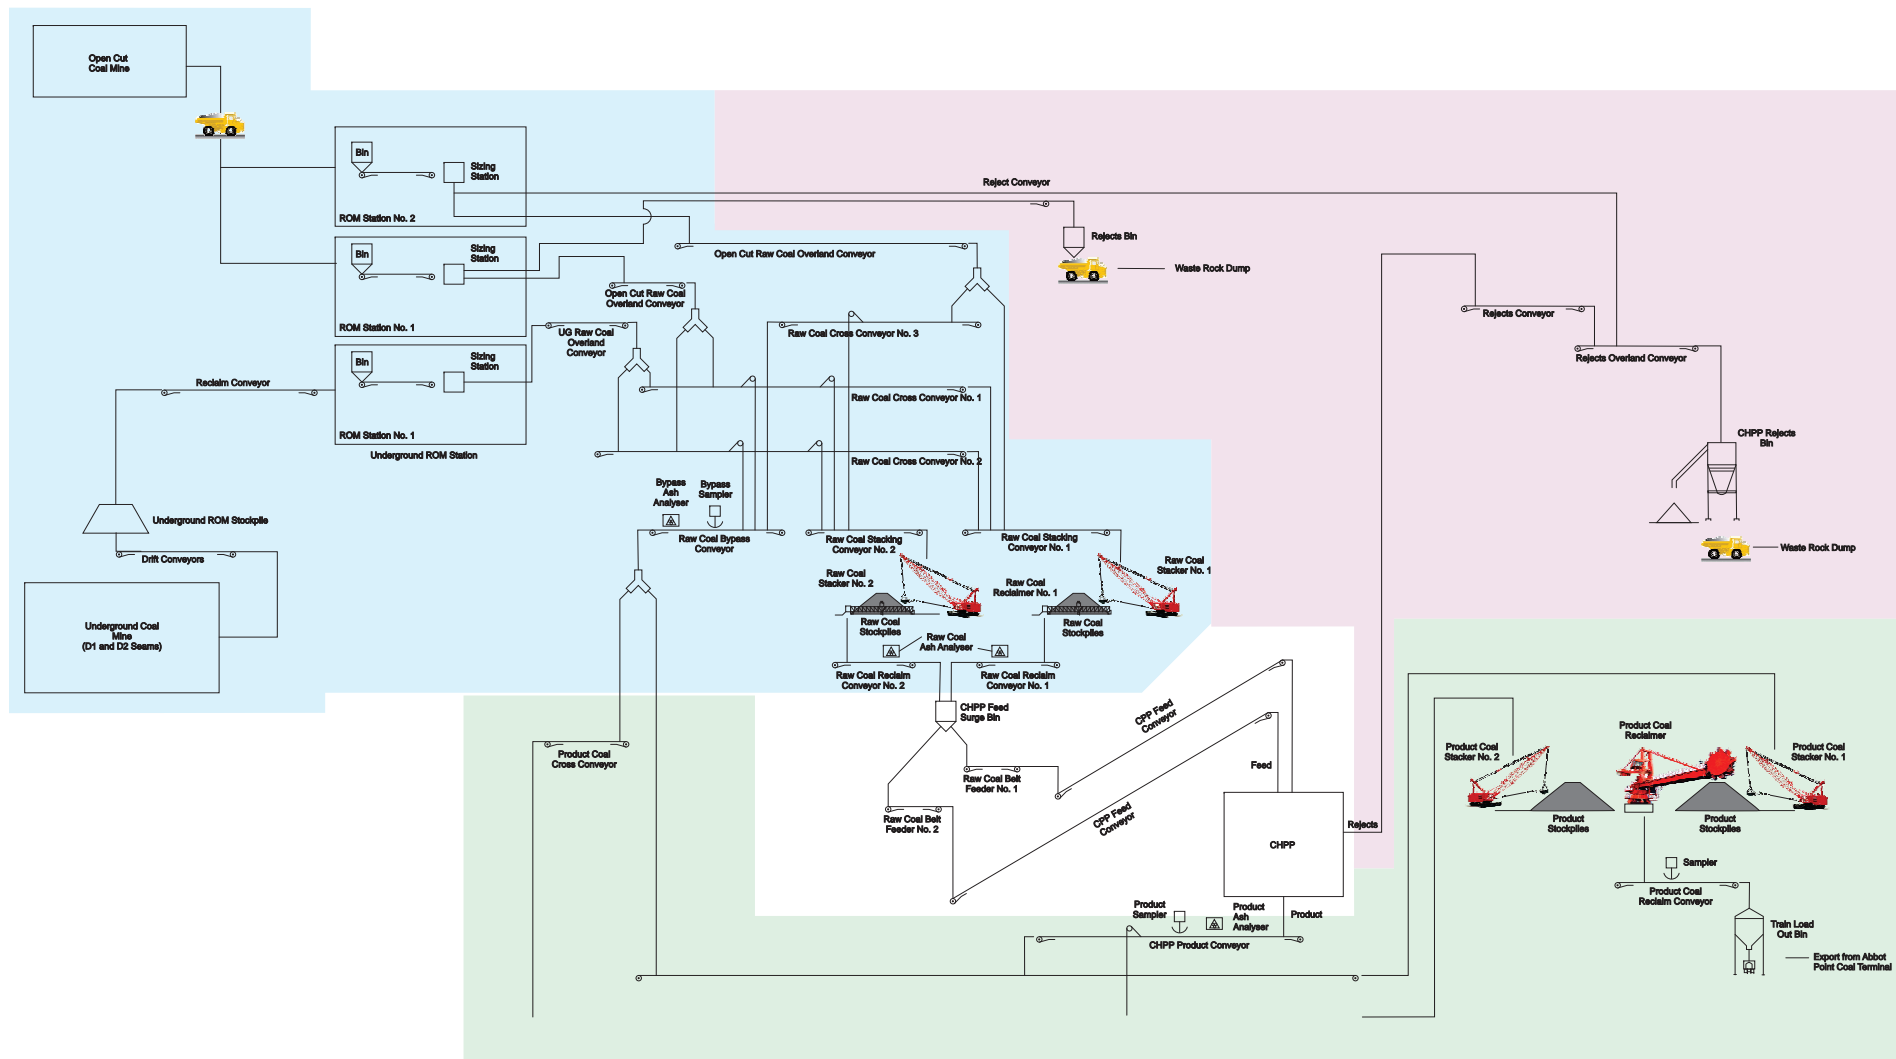 Open Cut
Coal Mine
Bin
Sizing
Station
ROM Station No. 2
Reject Conveyor
Rejects Bin
Waste Rock Dump
Bin
Sizing
Station
ROM Station No. 1
Open Cut Raw Coal Overland Conveyor
Open Cut Raw Coal
Overland Conveyor
UG Raw Coal
Overland
Conveyor
Raw Coal Cross Conveyor No. 3
Rejects Conveyor
Rejects Overland Conveyor
Bin
Sizing
Station
ROM Station No. 1
Underground ROM Station
Reclaim Conveyor
Raw Coal Cross Conveyor No. 1
Raw Coal Cross Conveyor No. 2
CHPP Rejects
Bin
Waste Rock Dump
Bypass
Ash
Analyser
Bypass
Sampler
Underground ROM Stockpile
Drift Conveyors
Raw Coal Bypass
Conveyor
Raw Coal Stacking
Conveyor No. 2
Raw Coal Stacking
Conveyor No. 1
Raw Coal
Stacker No. 2
Raw Coal
Reclaimer No. 1
Raw Coal
Stacker No. 1
Underground Coal
Mine
(D1 and D2 Seams)
Raw Coal
Stockpiles
Raw Coal
Stockpiles
Raw Coal
Ash Analyser
Raw Coal Reclaim
Conveyor No. 2
Raw Coal Reclaim
Conveyor No. 1
CHPP Feed
Surge Bin
CPP Feed
Conveyor
Product Coal
Cross Conveyor
Raw Coal Belt
Feeder No. 1
Raw Coal Belt
Feeder No. 2
CPP Feed
Conveyor
Feed
CHPP
Rejects
Product Coal
Stacker No. 2
Product Coal
Reclaimer
Product Coal
Stacker No. 1
Product
Stockpiles
Product
Stockpiles
Sampler
Product Coal
Reclaim Conveyor
Product
Sampler
Product
Ash
Analyser
Product
CHPP Product Conveyor
Train Load
Out Bin
Export from Abbot
Point Coal Terminal